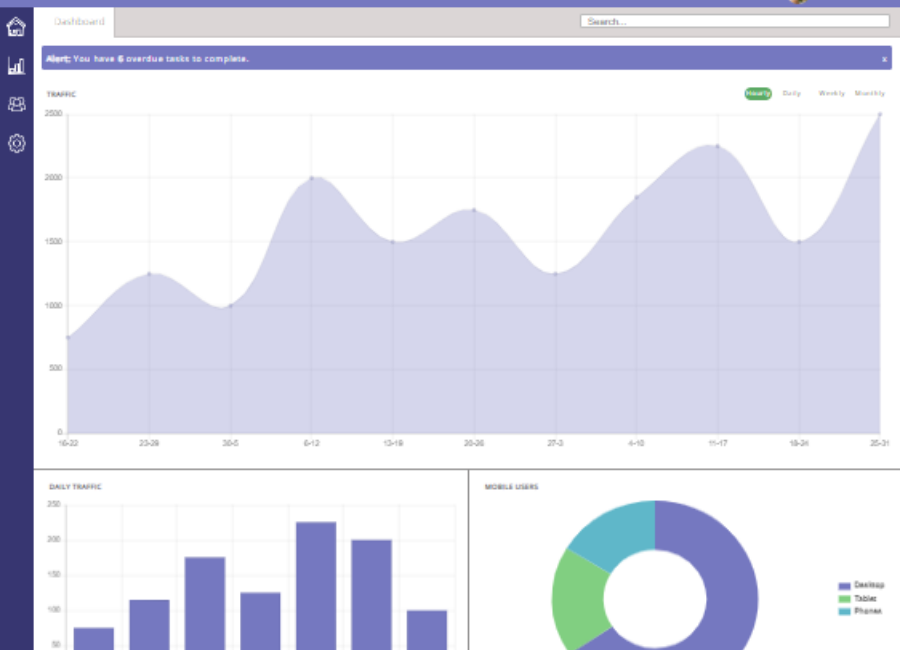 Dashboard
Search...
Alert: You have 6 overdue tasks to complete.
x
TRAFFIC
Hourly Daily Weekly Monthly
2500
2000
1500
1000
500
0
16-22 23-29 30-5 6-12 13-19 20-26 27-3 4-10 11-17 18-24 25-31
DAILY TRAFFIC
250
200
150
100
50
MOBILE USERS
Desktop
Tablet
Phones